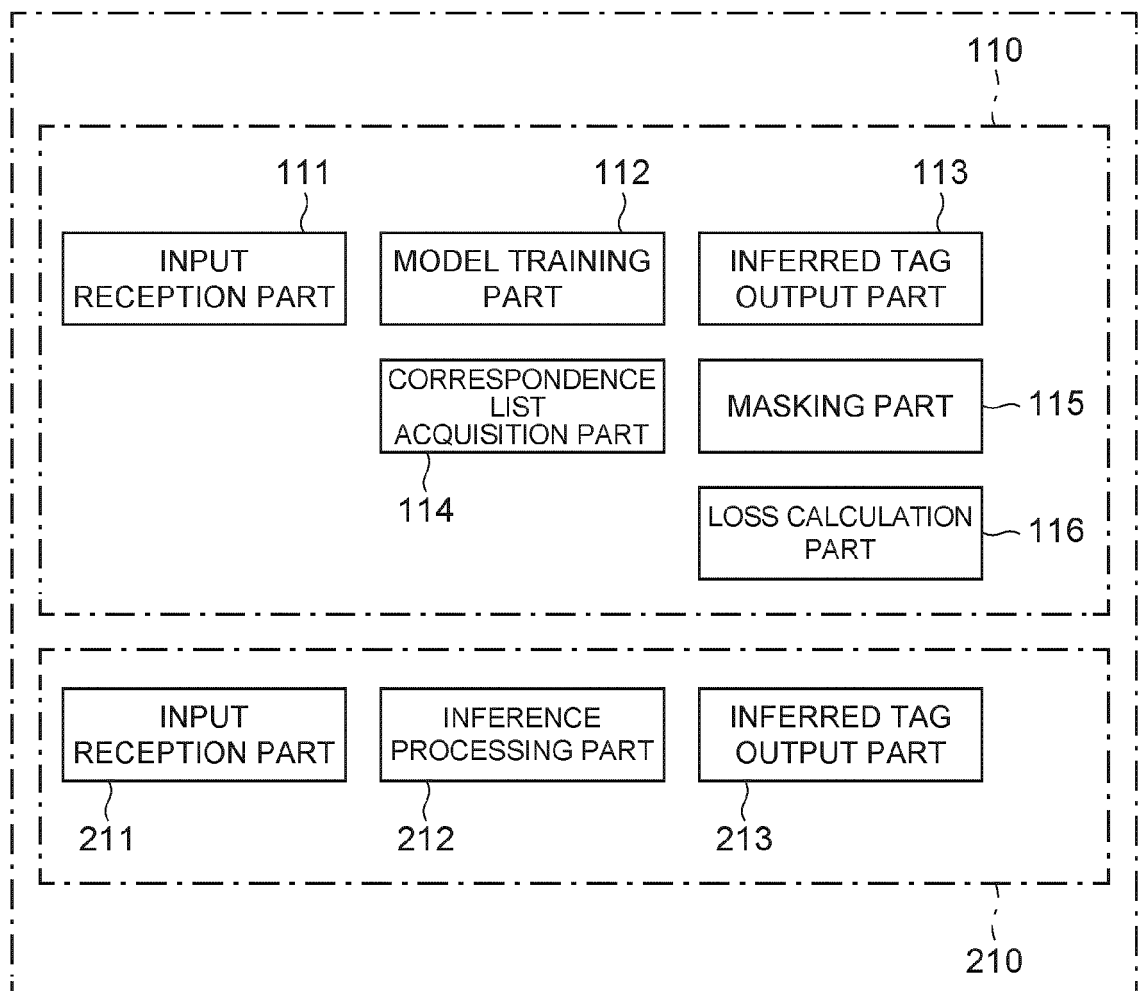 110
111
112
113
INPUT
RECEPTION PART
MODEL TRAINING
PART
INFERRED TAG
OUTPUT PART
CORRESPONDENCE
LIST
ACQUISITION PART
114
MASKING PART
115
LOSS CALCULATION
PART
116
INPUT
RECEPTION PART
INFERENCE
PROCESSING PART
INFERRED TAG
OUTPUT PART
211
212
213
210